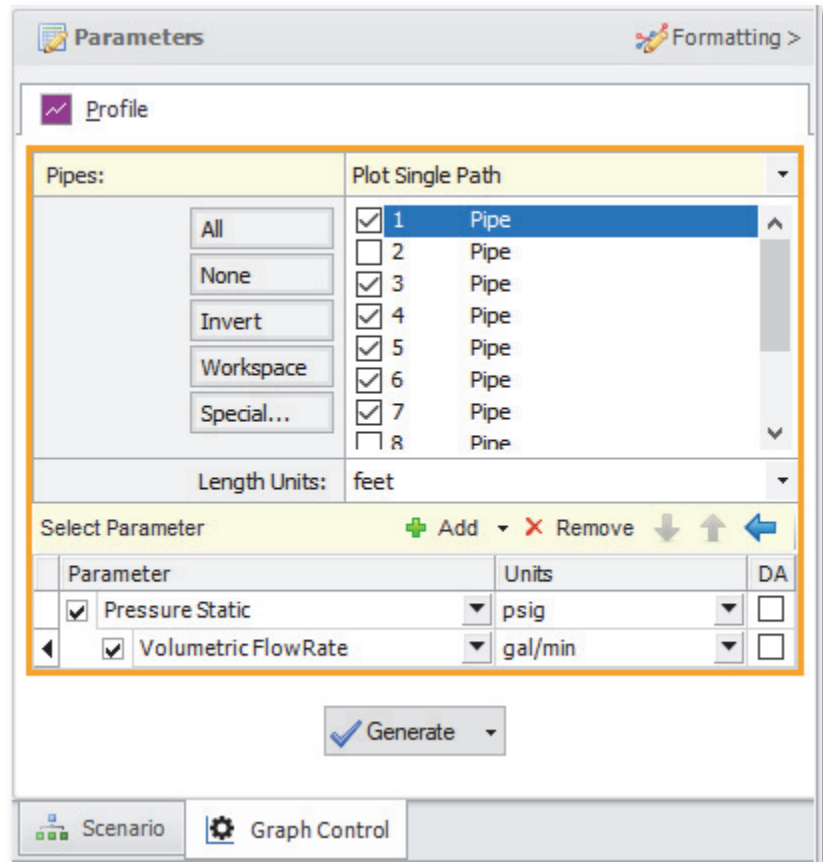 Parameters Formatting >
Profile
Pipes: Plot Single Path
All
None
Invert
Workspace
Special...
1 Pipe
2 Pipe
3 Pipe
4 Pipe
5 Pipe
6 Pipe
7 Pipe
8 Pipe
Length Units: feet
Select Parameter Add Remove
Parameter Units DA
Pressure Static psig
Volumetric FlowRate gal/min
Generate
Scenario Graph Control